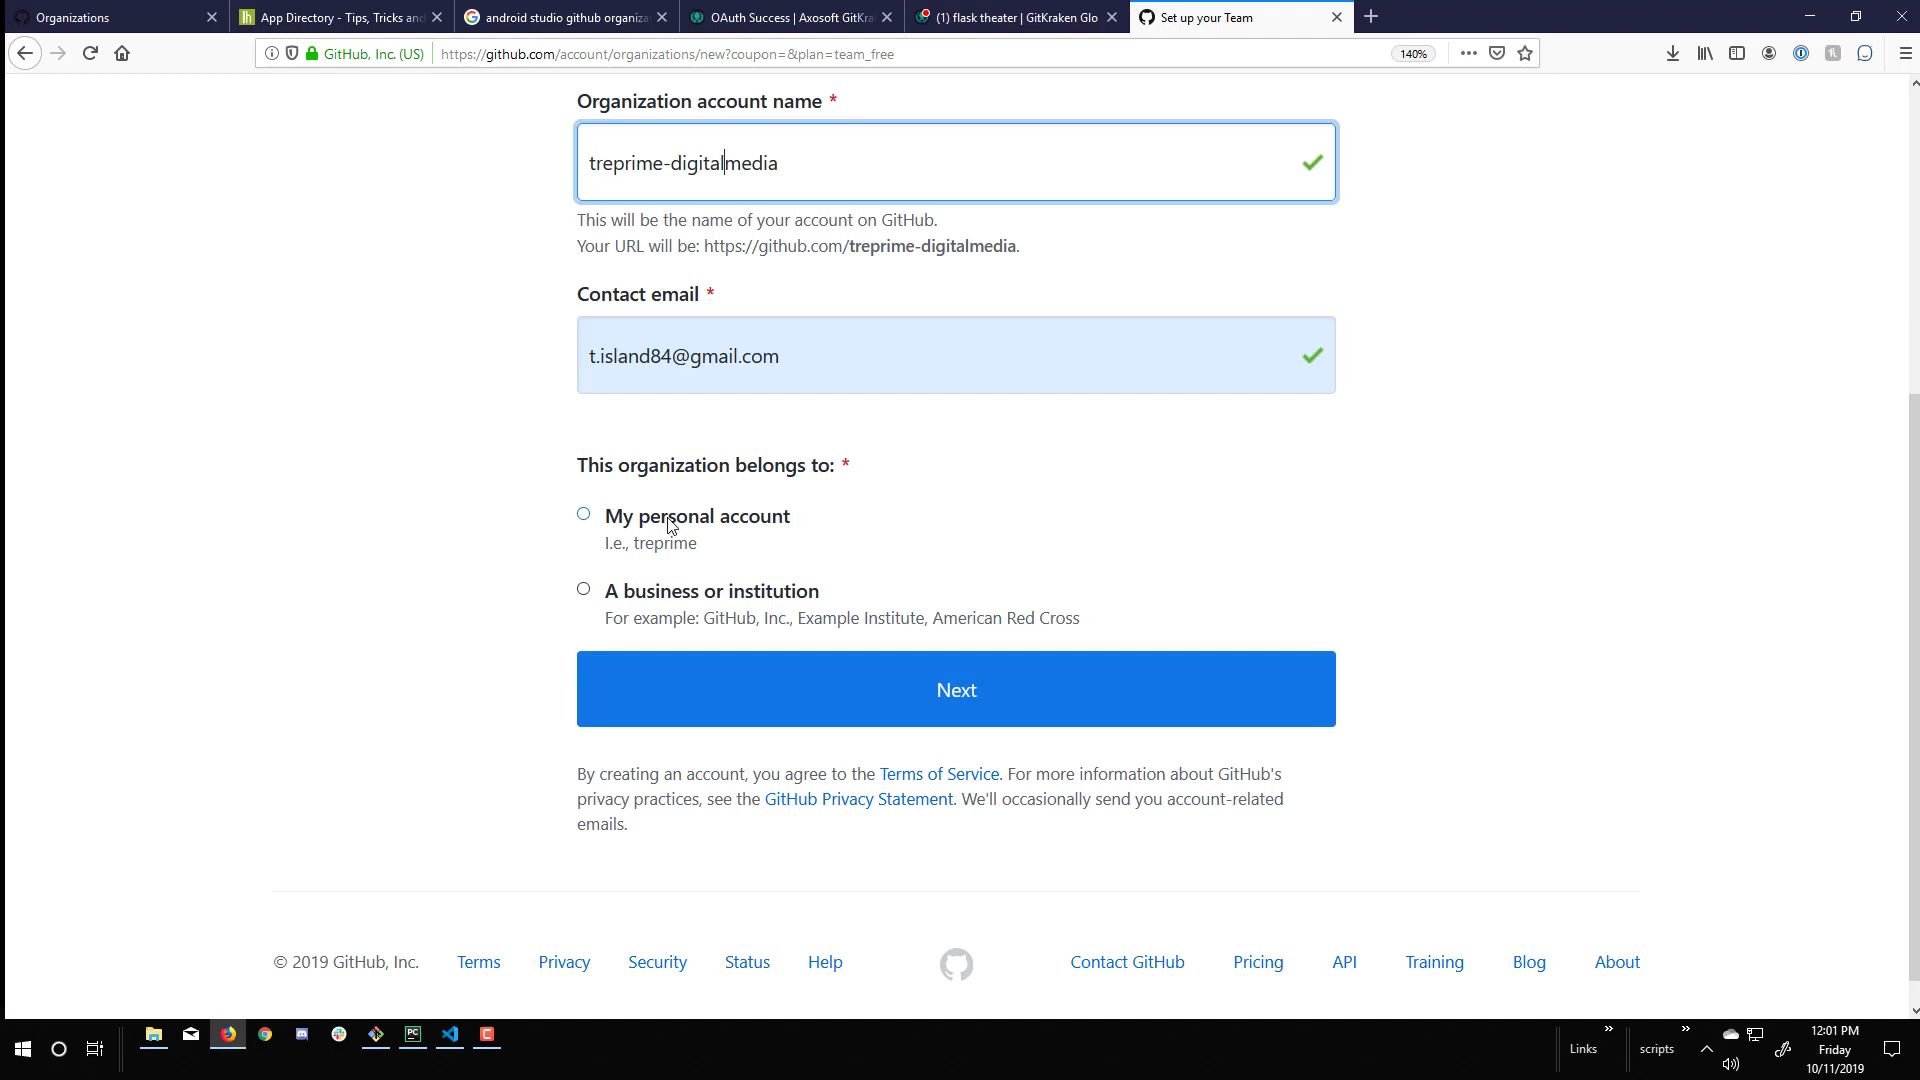 Organizations
App Directory - Tips, Tricks and
android studio github organiza
OAuth Success | Axosoft GitKra
(1) flask theater | GitKraken Glo
Set up your Team
GitHub, Inc. (US)
https://github.com/account/organizations/new?coupon=&plan=team_free
140%
Organization account name *
treprime-digitalmedia
This will be the name of your account on GitHub.
Your URL will be: https://github.com/treprime-digitalmedia.
Contact email *
t.island84@gmail.com
This organization belongs to: *
My personal account
I.e., treprime
A business or institution
For example: GitHub, Inc., Example Institute, American Red Cross
Next
By creating an account, you agree to the Terms of Service. For more information about GitHub's
privacy practices, see the GitHub Privacy Statement. We'll occasionally send you account-related
emails.
© 2019 GitHub, Inc. Terms Privacy Security Status Help Contact GitHub Pricing API Training Blog About
Links
scripts
12:01 PM
Friday
10/11/2019